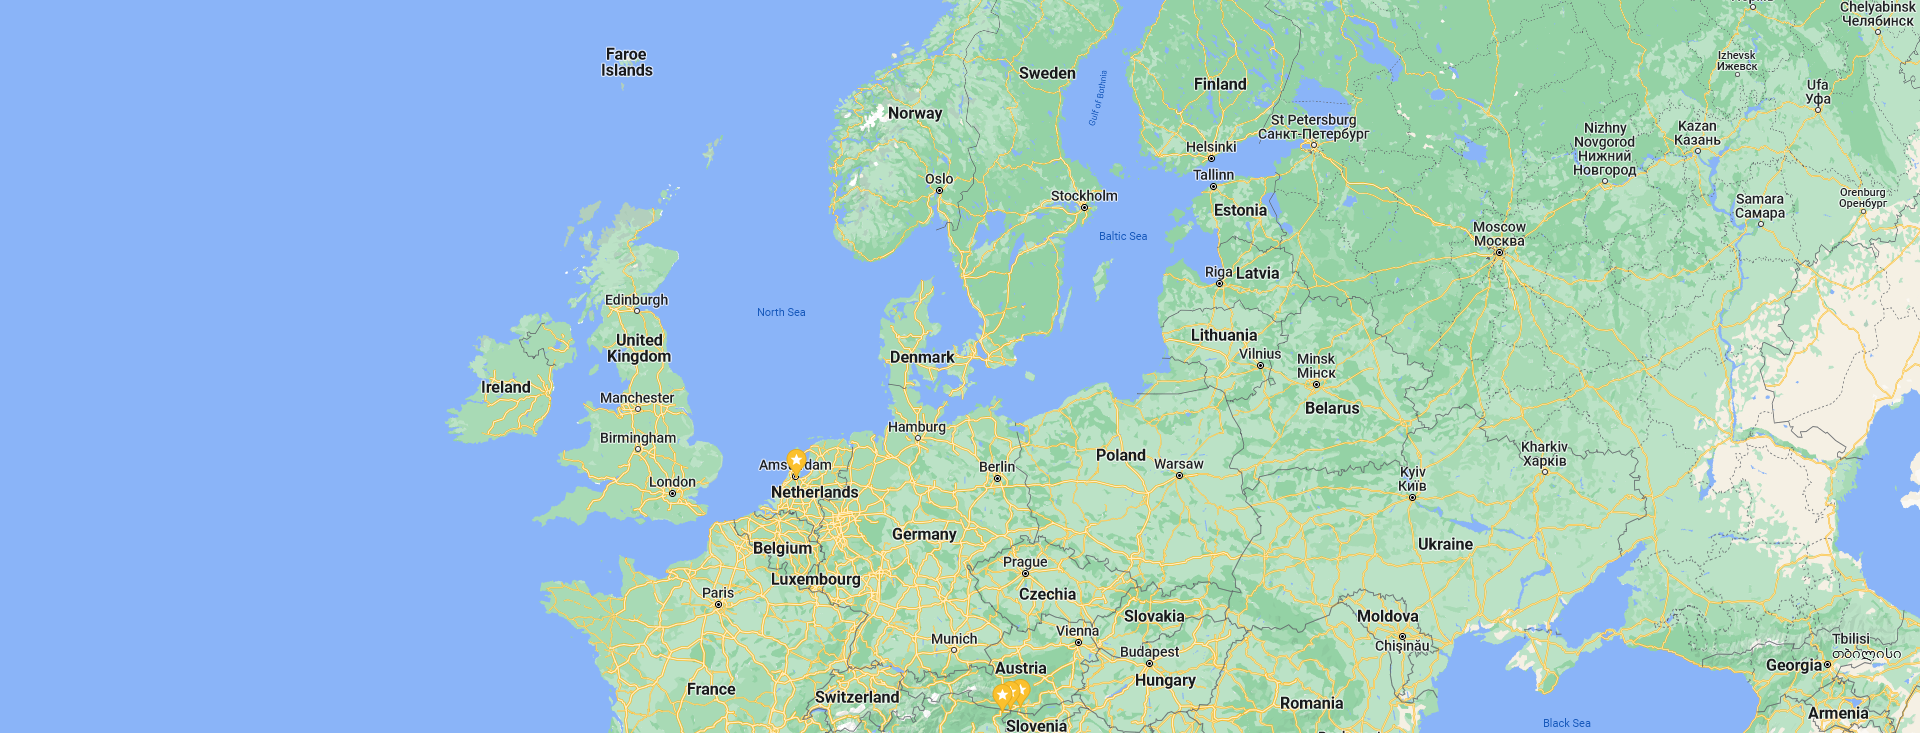 Chelyabinsk
Челябинск
Faroe
Islands
Izhevsk
Ижевск
Sweden
Finland
Gulf of Bothnia
Ufa
Уфа
Norway
St Petersburg
Санкт-Петербург
Nizhny
Novgorod
Нижний
Новгород
Kazan
Казань
Helsinki
Tallinn
Oslo
Stockholm
Estonia
Samara
Самара
Orenburg
Оренбург
Baltic Sea
Moscow
Москва
Riga
Latvia
Edinburgh
North Sea
United
Kingdom
Lithuania
Vilnius
Denmark
Minsk
Мінск
Ireland
Manchester
Belarus
Hamburg
Birmingham
Kharkiv
Харків
Poland
Warsaw
Berlin
Kyiv
Київ
London
Netherlands
Germany
Ukraine
Belgium
Prague
Luxembourg
Czechia
Paris
Slovakia
Moldova
Chișinău
Munich
Vienna
Budapest
Tbilisi
თბილისი
Georgia
Austria
Hungary
France
Switzerland
Romania
Armenia
Slovenia
Black Sea